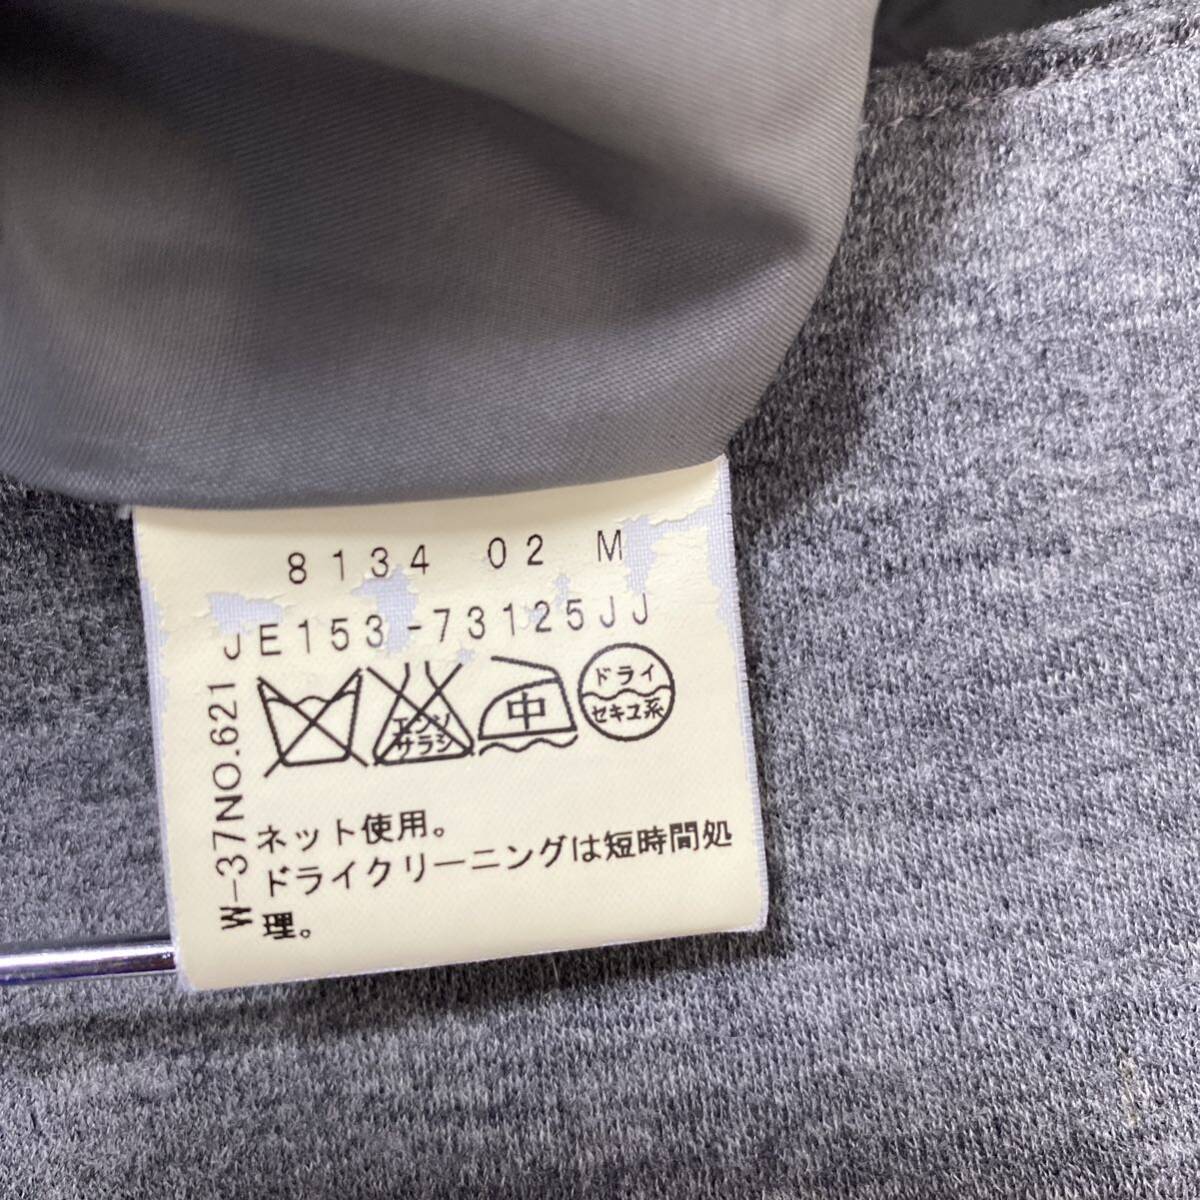 8134 02 M
JE153-73125JJ
エンソ
サラシ
中
ドライ
セキユ系
W-37NO.621
ネット使用。
ドライクリーニングは短時間処
理。